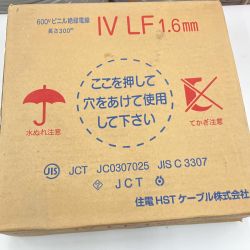 600Vビニル絶縁電線
長さ300m
IV LF 1.6mm
ここを押して
穴をあけて使用
して下さい
水ぬれ注意
てかぎ注意
JIS JCT JC0307025 JIS C 3307
JCT
住電HSTケーブル株式会社